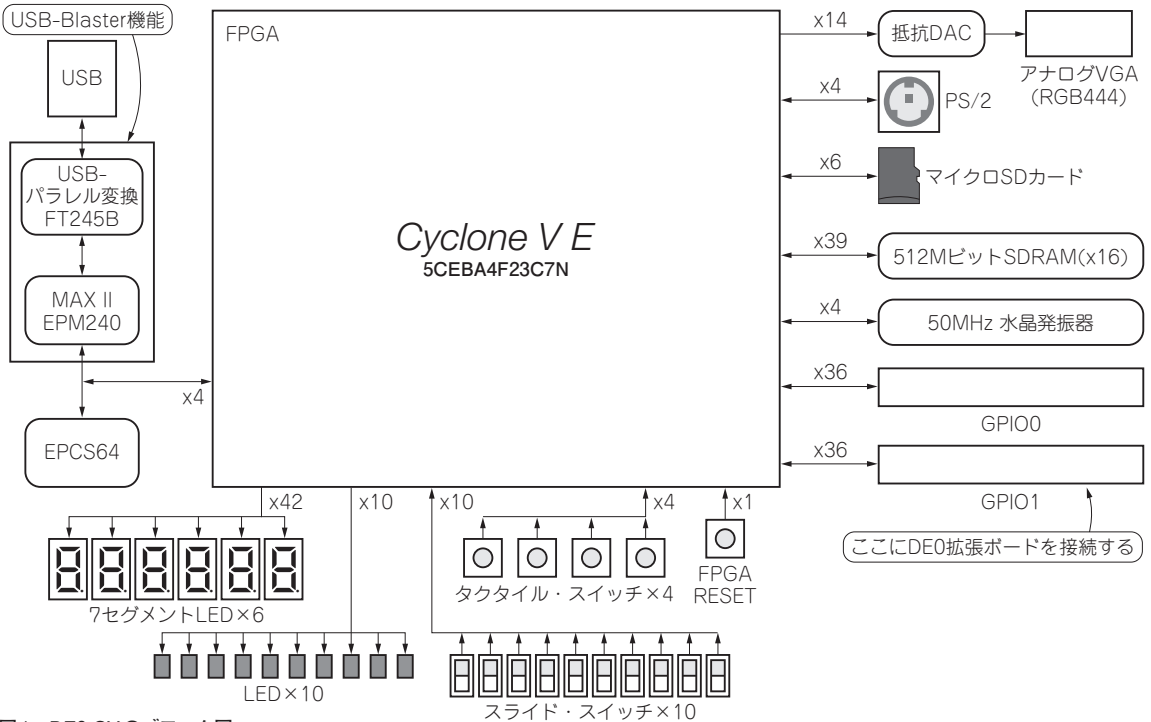 USB-Blaster機能
USB
USB-
パラレル変換
FT245B
MAX II
EPM240
x4
EPCS64
FPGA
Cyclone V E
5CEBA4F23C7N
x14
抵抗DAC
アナログVGA
(RGB444)
x4
PS/2
x6
マイクロSDカード
x39
512MビットSDRAM(x16)
x4
50MHz 水晶発振器
x36
GPIO0
x36
GPIO1
ここにDE0拡張ボードを接続する
x42
x10
x10
x4
x1
7セグメントLED×6
タクタイル・スイッチ×4
FPGA
RESET
LED×10
スライド・スイッチ×10